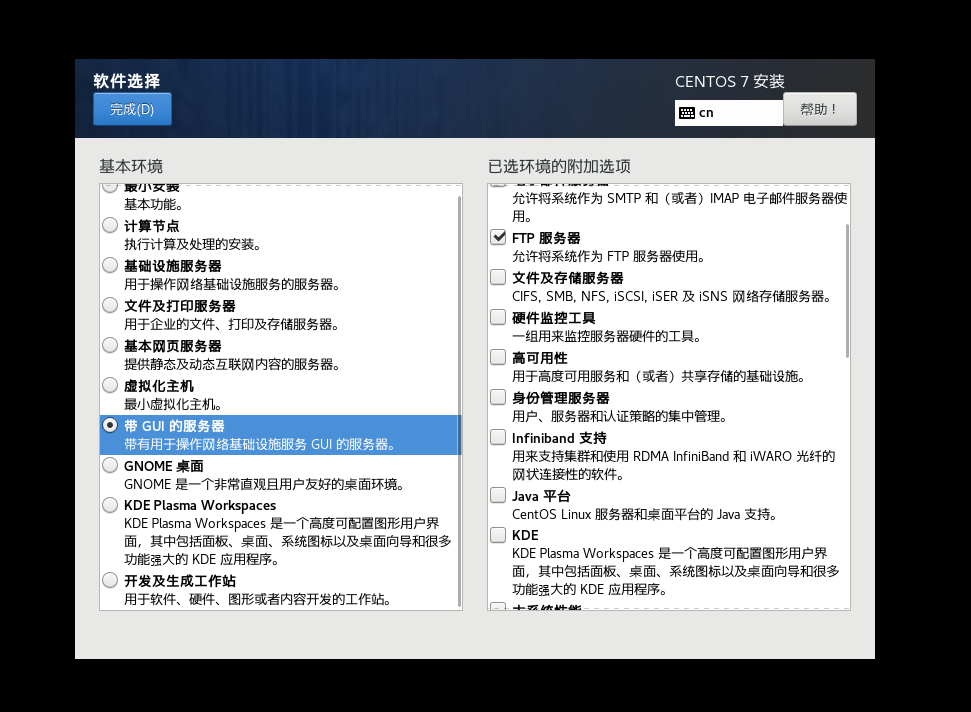 软件选择
CENTOS 7 安装
完成(D)
cn
帮助！
基本环境
已选环境的附加选项
最小安装
基本功能。
计算节点
执行计算及处理的安装。
基础设施服务器
用于操作网络基础设施服务的服务器。
文件及打印服务器
用于企业的文件、打印及存储服务器。
基本网页服务器
提供静态及动态互联网内容的服务器。
虚拟化主机
最小虚拟化主机。
带 GUI 的服务器
带有用于操作网络基础设施服务 GUI 的服务器。
GNOME 桌面
GNOME 是一个非常直观且用户友好的桌面环境。
KDE Plasma Workspaces
KDE Plasma Workspaces 是一个高度可配置图形用户界
面，其中包括面板、桌面、系统图标以及桌面向导和很多
功能强大的 KDE 应用程序。
开发及生成工作站
用于软件、硬件、图形或者内容开发的工作站。
允许将系统作为 SMTP 和（或者）IMAP 电子邮件服务器使
用。
FTP 服务器
允许将系统作为 FTP 服务器使用。
文件及存储服务器
CIFS, SMB, NFS, iSCSI, iSER 及 iSNS 网络存储服务器。
硬件监控工具
一组用来监控服务器硬件的工具。
高可用性
用于高度可用服务和（或者）共享存储的基础设施。
身份管理服务器
用户、服务器和认证策略的集中管理。
Infiniband 支持
用来支持集群和使用 RDMA InfiniBand 和 iWARO 光纤的
网状连接性的软件。
Java 平台
CentOS Linux 服务器和桌面平台的 Java 支持。
KDE
KDE Plasma Workspaces 是一个高度可配置图形用户界
面，其中包括面板、桌面、系统图标以及桌面向导和很多
功能强大的 KDE 应用程序。